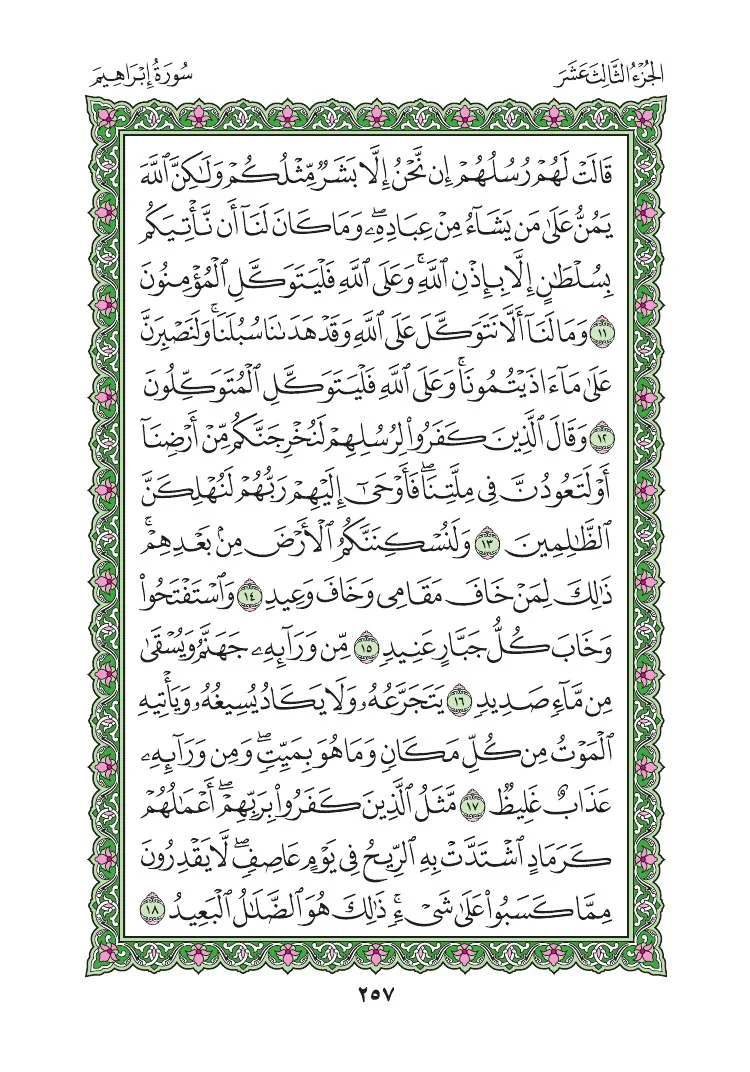 الجزء الثالث عشر
سورة إبراهيم
قَالَتْ لَهُمْ رُسُلُهُمْ إِن نَّحْنُ إِلَّا بَشَرٌ مِّثْلُكُمْ وَلَٰكِنَّ ٱللَّهَ
يَمُنُّ عَلَىٰ مَن يَشَآءُ مِنْ عِبَادِهِۦۖ وَمَا كَانَ لَنَآ أَن نَّأْتِيَكُم
بِسُلْطَٰنٍ إِلَّا بِإِذْنِ ٱللَّهِۚ وَعَلَى ٱللَّهِ فَلْيَتَوَكَّلِ ٱلْمُؤْمِنُونَ
١١ وَمَا لَنَآ أَلَّا نَتَوَكَّلَ عَلَى ٱللَّهِ وَقَدْ هَدَىٰنَا سُبُلَنَاۚ وَلَنَصْبِرَنَّ
عَلَىٰ مَآ ءَاذَيْتُمُونَاۚ وَعَلَى ٱللَّهِ فَلْيَتَوَكَّلِ ٱلْمُتَوَكِّلُونَ
١٢ وَقَالَ ٱلَّذِينَ كَفَرُوا۟ لِرُسُلِهِمْ لَنُخْرِجَنَّكُم مِّنْ أَرْضِنَآ
أَوْ لَتَعُودُنَّ فِى مِلَّتِنَاۖ فَأَوْحَىٰٓ إِلَيْهِمْ رَبُّهُمْ لَنُهْلِكَنَّ
ٱلظَّٰلِمِينَ ١٣ وَلَنُسْكِنَنَّكُمُ ٱلْأَرْضَ مِنۢ بَعْدِهِمْۚ
ذَٰلِكَ لِمَنْ خَافَ مَقَامِى وَخَافَ وَعِيدِ ١٤ وَٱسْتَفْتَحُوا۟
وَخَابَ كُلُّ جَبَّارٍ عَنِيدٍ ١٥ مِّن وَرَآئِهِۦ جَهَنَّمُ وَيُسْقَىٰ
مِن مَّآءٍ صَدِيدٍ ١٦ يَتَجَرَّعُهُۥ وَلَا يَكَادُ يُسِيغُهُۥ وَيَأْتِيهِ
ٱلْمَوْتُ مِن كُلِّ مَكَانٍ وَمَا هُوَ بِمَيِّتٍۖ وَمِن وَرَآئِهِۦ
عَذَابٌ غَلِيظٌ ١٧ مَّثَلُ ٱلَّذِينَ كَفَرُوا۟ بِرَبِّهِمْۖ أَعْمَٰلُهُمْ
كَرَمَادٍ ٱشْتَدَّتْ بِهِ ٱلرِّيحُ فِى يَوْمٍ عَاصِفٍۖ لَّا يَقْدِرُونَ
مِمَّا كَسَبُوا۟ عَلَىٰ شَىْءٍۚ ذَٰلِكَ هُوَ ٱلضَّلَٰلُ ٱلْبَعِيدُ ١٨
٢٥٧